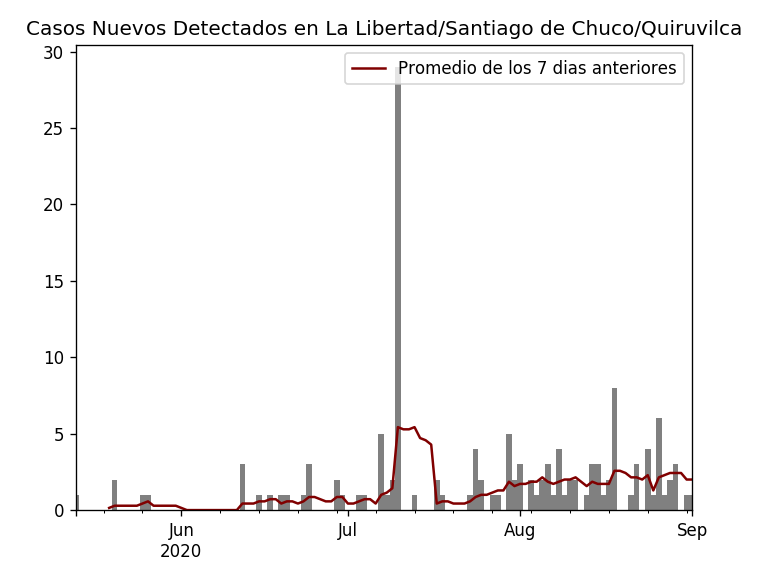 Casos Nuevos Detectados en La Libertad/Santiago de Chuco/Quiruvilca
Promedio de los 7 dias anteriores
30
25
20
15
10
5
0
Jun
2020
Jul
Aug
Sep